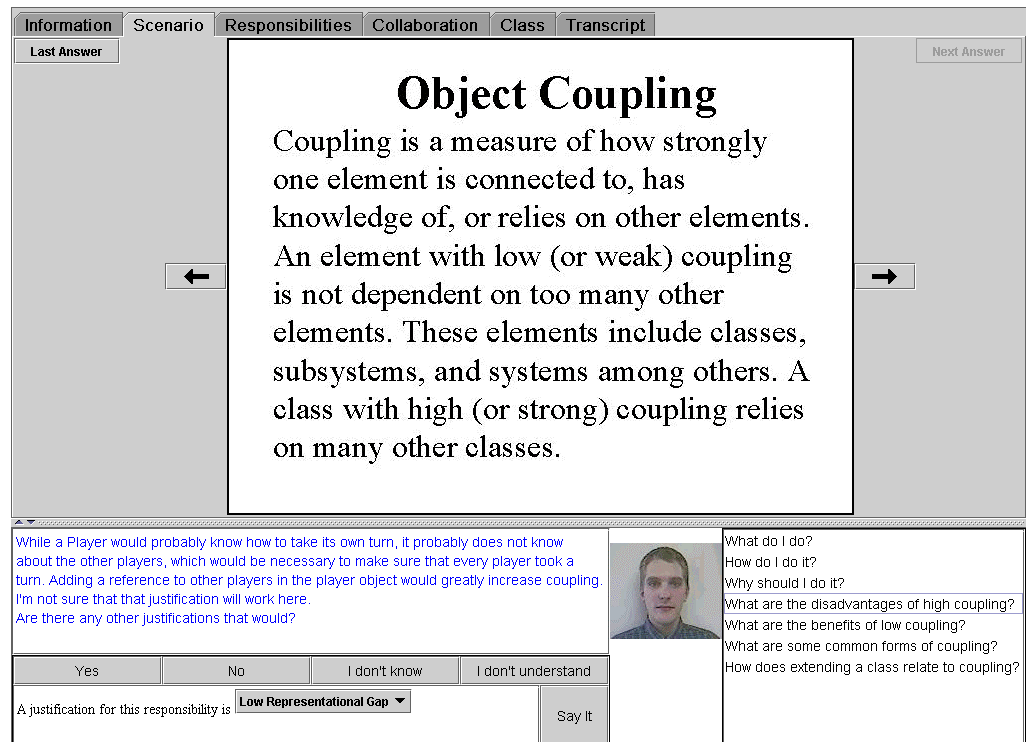 Information Scenario Responsibilities Collaboration Class Transcript
Last Answer
Next Answer
Object Coupling
Coupling is a measure of how strongly
one element is connected to, has
knowledge of, or relies on other elements.
An element with low (or weak) coupling
is not dependent on too many other
elements. These elements include classes,
subsystems, and systems among others. A
class with high (or strong) coupling relies
on many other classes.
While a Player would probably know how to take its own turn, it probably does not know
about the other players, which would be necessary to make sure that every player took a
turn. Adding a reference to other players in the player object would greatly increase coupling.
I'm not sure that that justification will work here.
Are there any other justifications that would?
Yes No I don't know I don't understand
A justification for this responsibility is Low Representational Gap
Say It
What do I do?
How do I do it?
Why should I do it?
What are the disadvantages of high coupling?
What are the benefits of low coupling?
What are some common forms of coupling?
How does extending a class relate to coupling?